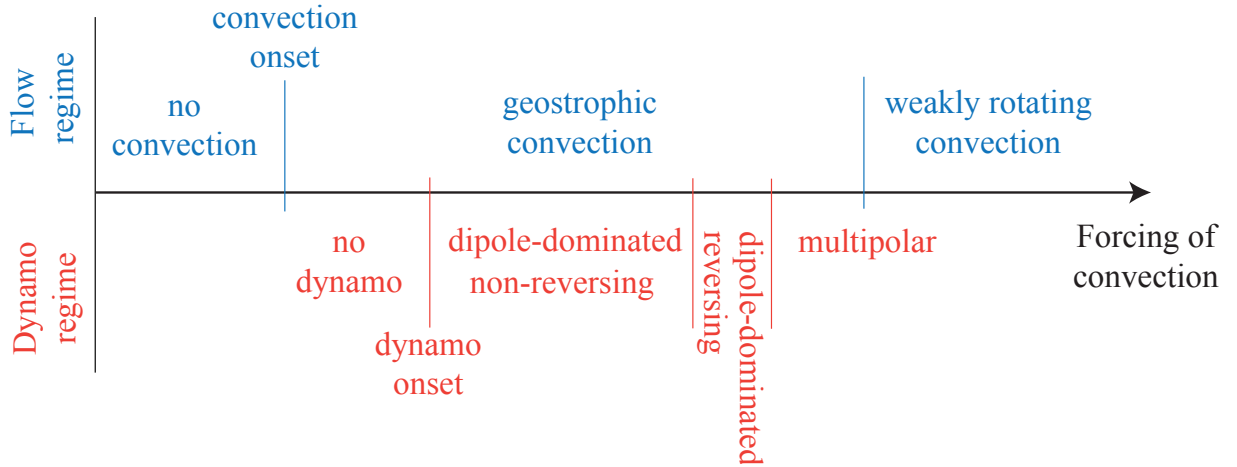 convection
onset
Flow
regime
no
convection
geostrophic
convection
weakly rotating
convection
Dynamo
regime
no
dynamo
dynamo
onset
dipole-dominated
non-reversing
reversing
dipole-dominated
multipolar
Forcing of
convection